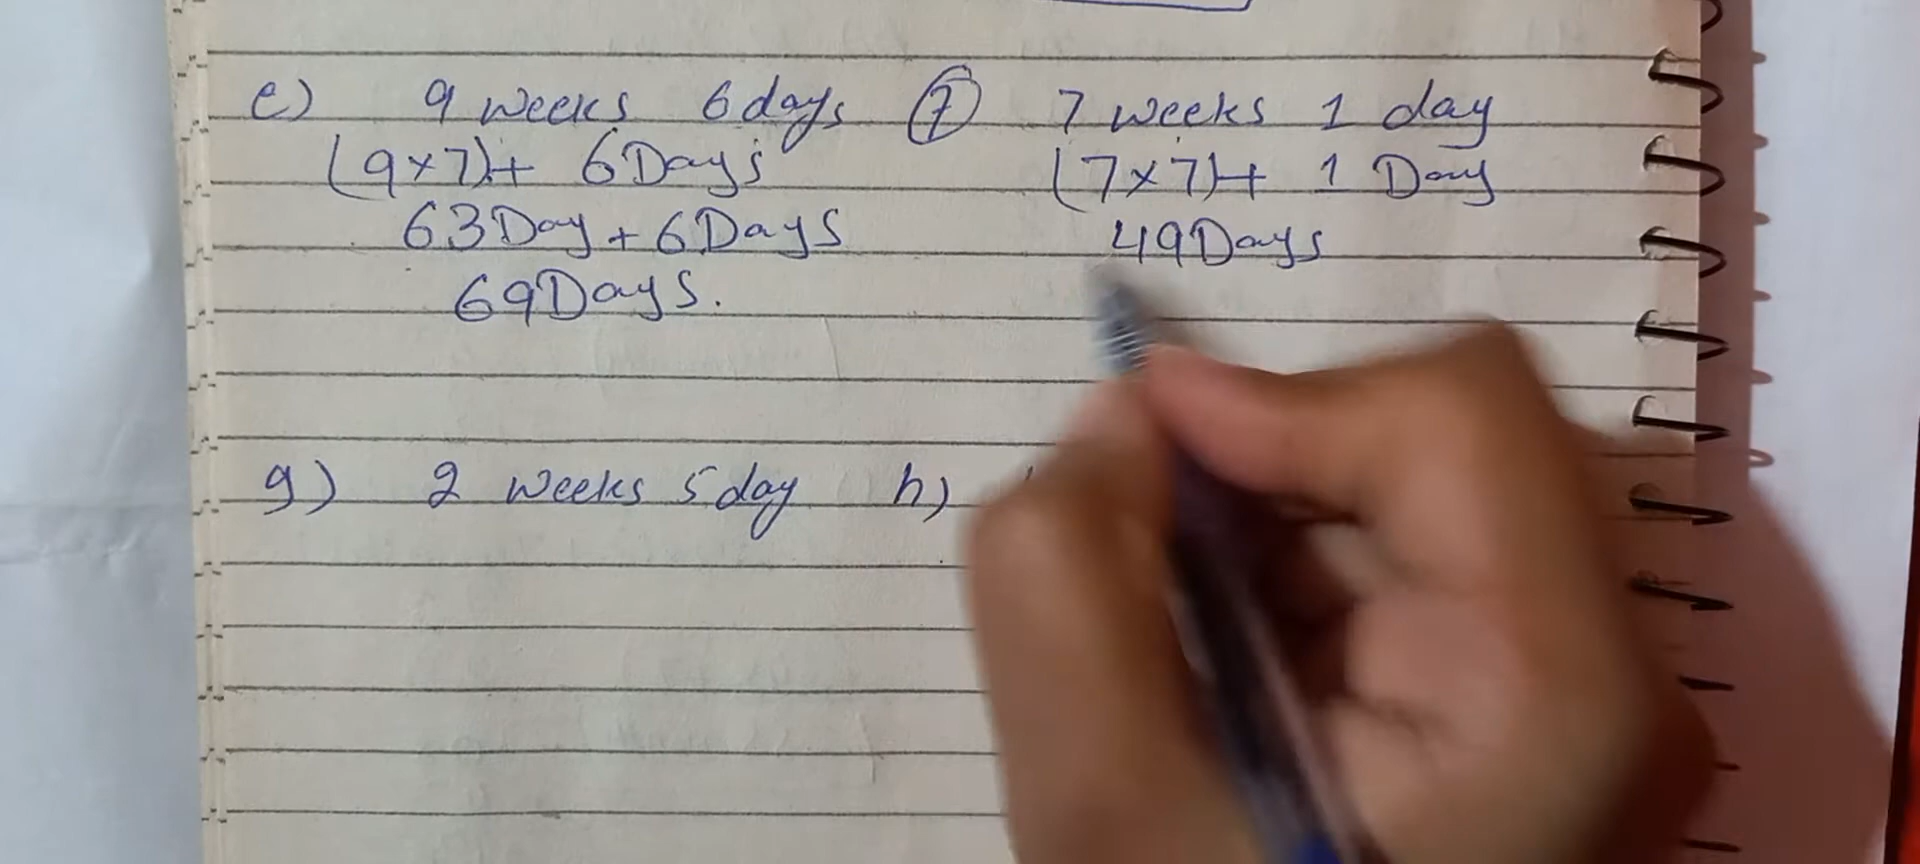 e) 9 weeks 6 days
(9×7)+ 6 Days
63 Day + 6 Days
69 Days.
f) 7 weeks 1 day
(7×7)+ 1 Day
49 Days
g) 2 weeks 5 day
h)